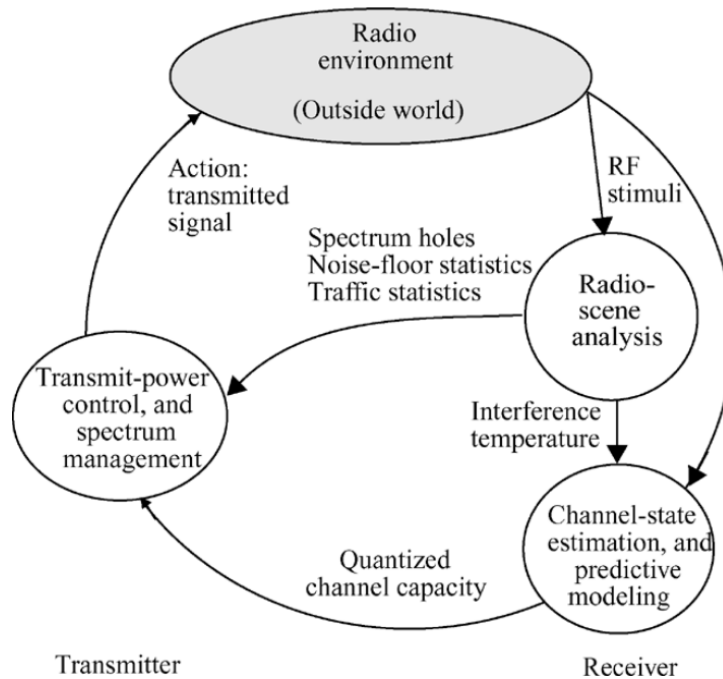 Radio
environment
(Outside world)
Action:
transmitted
signal
RF
stimuli
Spectrum holes
Noise-floor statistics
Traffic statistics
Radio-
scene
analysis
Transmit-power
control, and
spectrum
management
Interference
temperature
Channel-state
estimation, and
predictive
modeling
Quantized
channel capacity
Transmitter
Receiver